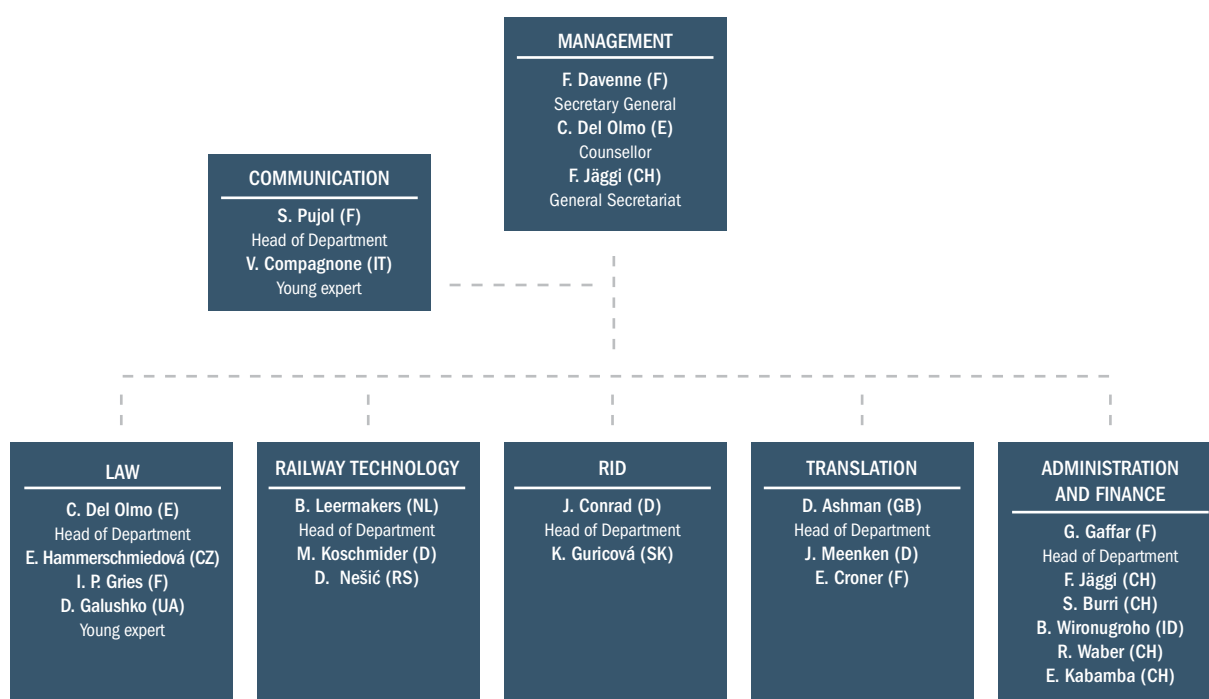 MANAGEMENT
F. Davenne (F)
Secretary General
C. Del Olmo (E)
Counsellor
F. Jäggi (CH)
General Secretariat
COMMUNICATION
S. Pujol (F)
Head of Department
V. Compagnone (IT)
Young expert
LAW
C. Del Olmo (E)
Head of Department
E. Hammerschmiedová (CZ)
I. P. Gries (F)
D. Galushko (UA)
Young expert
RAILWAY TECHNOLOGY
B. Leermakers (NL)
Head of Department
M. Koschmider (D)
D. Nešić (RS)
RID
J. Conrad (D)
Head of Department
K. Guricová (SK)
TRANSLATION
D. Ashman (GB)
Head of Department
J. Meenken (D)
E. Croner (F)
ADMINISTRATION
AND FINANCE
G. Gaffar (F)
Head of Department
F. Jäggi (CH)
S. Burri (CH)
B. Wironugroho (ID)
R. Waber (CH)
E. Kabamba (CH)